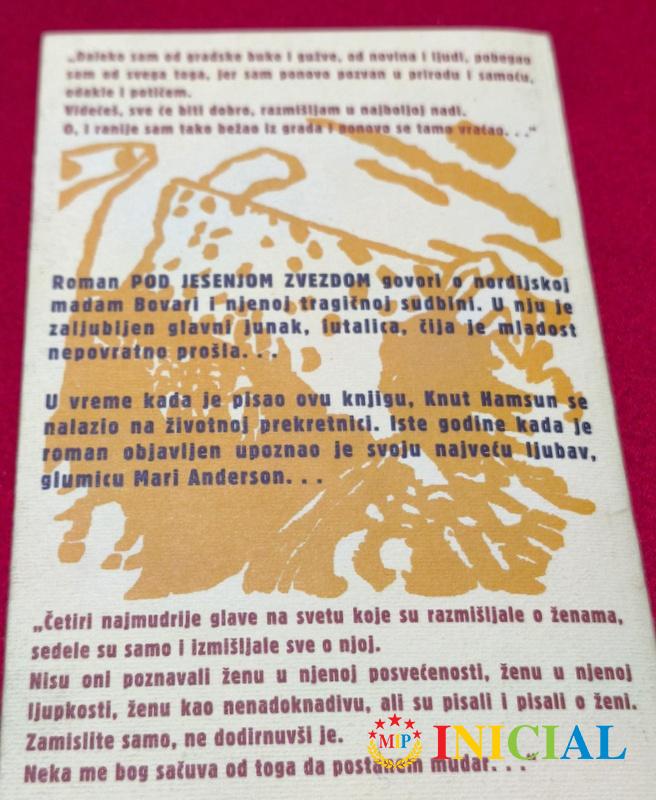 „Daleko sam od gradske buke i gužve, od novina i ljudi, pobegao
sam od svega toga, jer sam ponovo pozvan u prirodu i samoću,
odakle i potičem.
Videćeš, sve će biti dobro, razmišljam u najboljoj nadi.
O, i ranije sam tako bežao iz grada i ponovo se tamo vraćao. . .“
Roman POD JESENJOM ZVEZDOM govori o nordijskoj
madam Bovari i njenoj tragičnoj sudbini. U nju je
zaljubljen glavni junak, lutalica, čija je mladost
nepovratno prošla. . .
U vreme kada je pisao ovu knjigu, Knut Hamsun se
nalazio na životnoj prekretnici. Iste godine kada je
roman objavljen upoznao je svoju najveću ljubav,
glumicu Mari Anderson. . .
„Četiri najmudrije glave na svetu koje su razmišljale o ženama,
sedele su samo i izmišljale sve o njoj.
Nisu oni poznavali ženu u njenoj posvećenosti, ženu u njenoj
ljupkosti, ženu kao nenadoknadivu, ali su pisali i pisali o ženi.
Zamislite samo, ne dodirnuvši je.
Neka me bog sačuva od toga da postanem mudar. . .“
MIP INICIAL